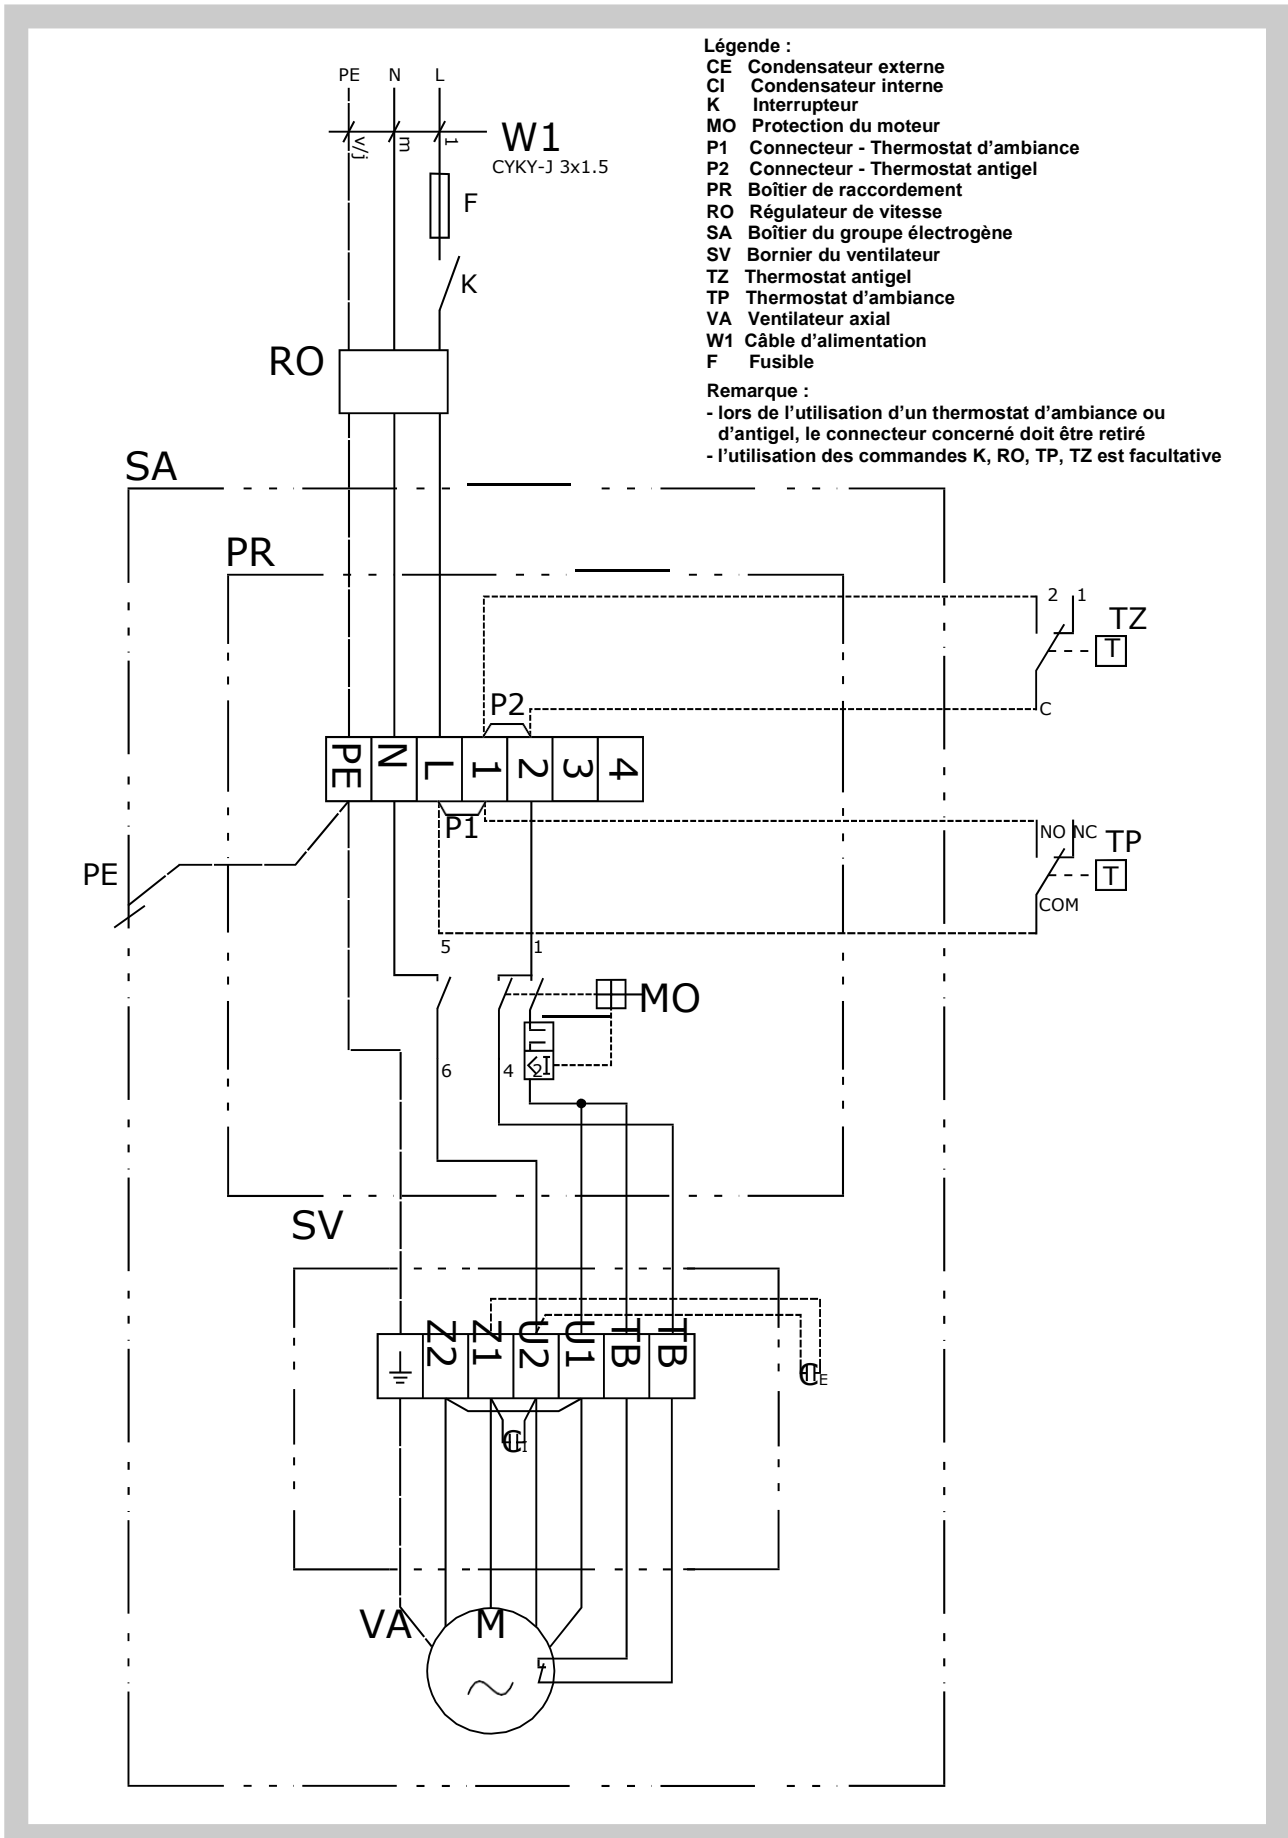 Légende :
CE Condensateur externe
CI Condensateur interne
K Interrupteur
MO Protection du moteur
P1 Connecteur - Thermostat d’ambiance
P2 Connecteur - Thermostat antigel
PR Boîtier de raccordement
RO Régulateur de vitesse
SA Boîtier du groupe électrogène
SV Bornier du ventilateur
TZ Thermostat antigel
TP Thermostat d’ambiance
VA Ventilateur axial
W1 Câble d’alimentation
F Fusible
Remarque :
- lors de l’utilisation d’un thermostat d’ambiance ou
d’antigel, le connecteur concerné doit être retiré
- l’utilisation des commandes K, RO, TP, TZ est facultative
PE N L
v/j m 1
W1
CYKY-J 3x1.5
F
K
RO
SA
PR
2 1
TZ
T
C
P2
PE N L 1 2 3 4
P1
NO NC
TP
T
COM
PE
5 1
MO
6 4 2
I
SV
Z2 Z1 U2 U1 TB TB
CE
CI
VA M